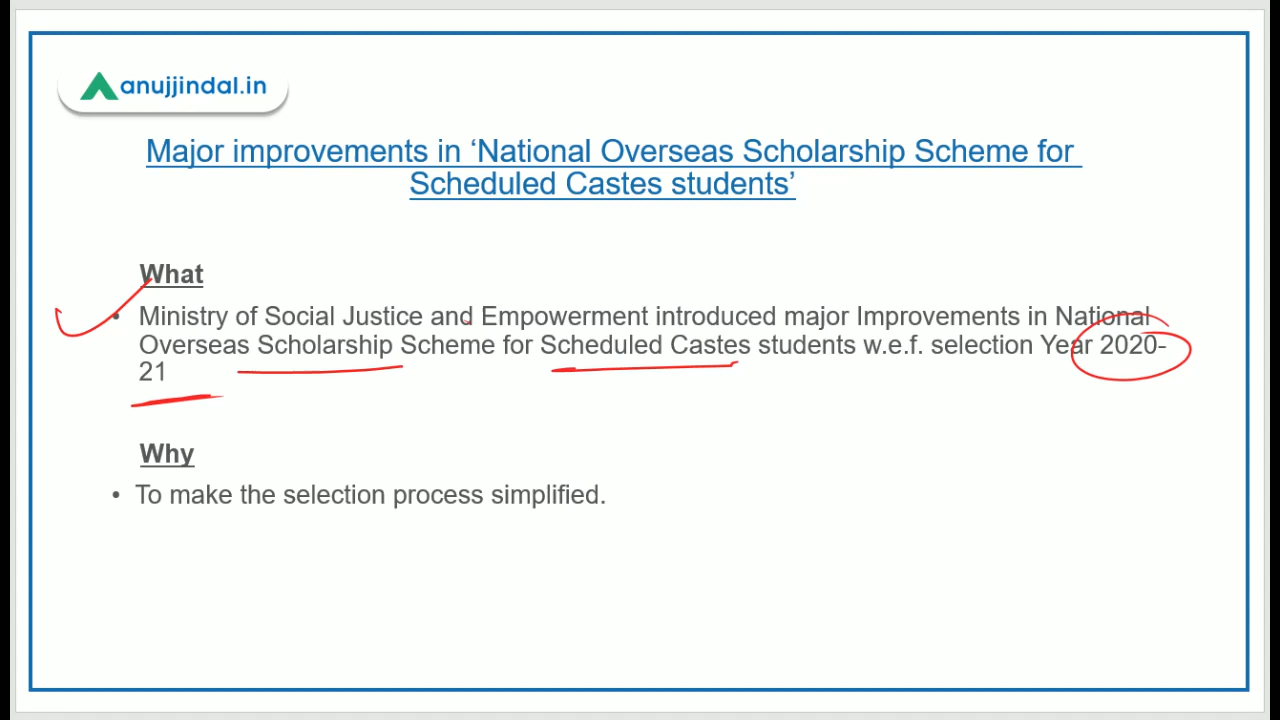 anujjindal.in
Major improvements in ‘National Overseas Scholarship Scheme for
Scheduled Castes students’
What
• Ministry of Social Justice and Empowerment introduced major Improvements in National
Overseas Scholarship Scheme for Scheduled Castes students w.e.f. selection Year 2020-
21
Why
• To make the selection process simplified.